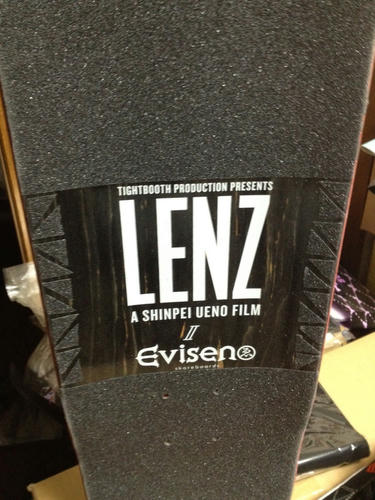 TIGHTBOOTH PRODUCTION PRESENTS
LENZ
A SHINPEI UENO FILM
II
Evisen
skateboards